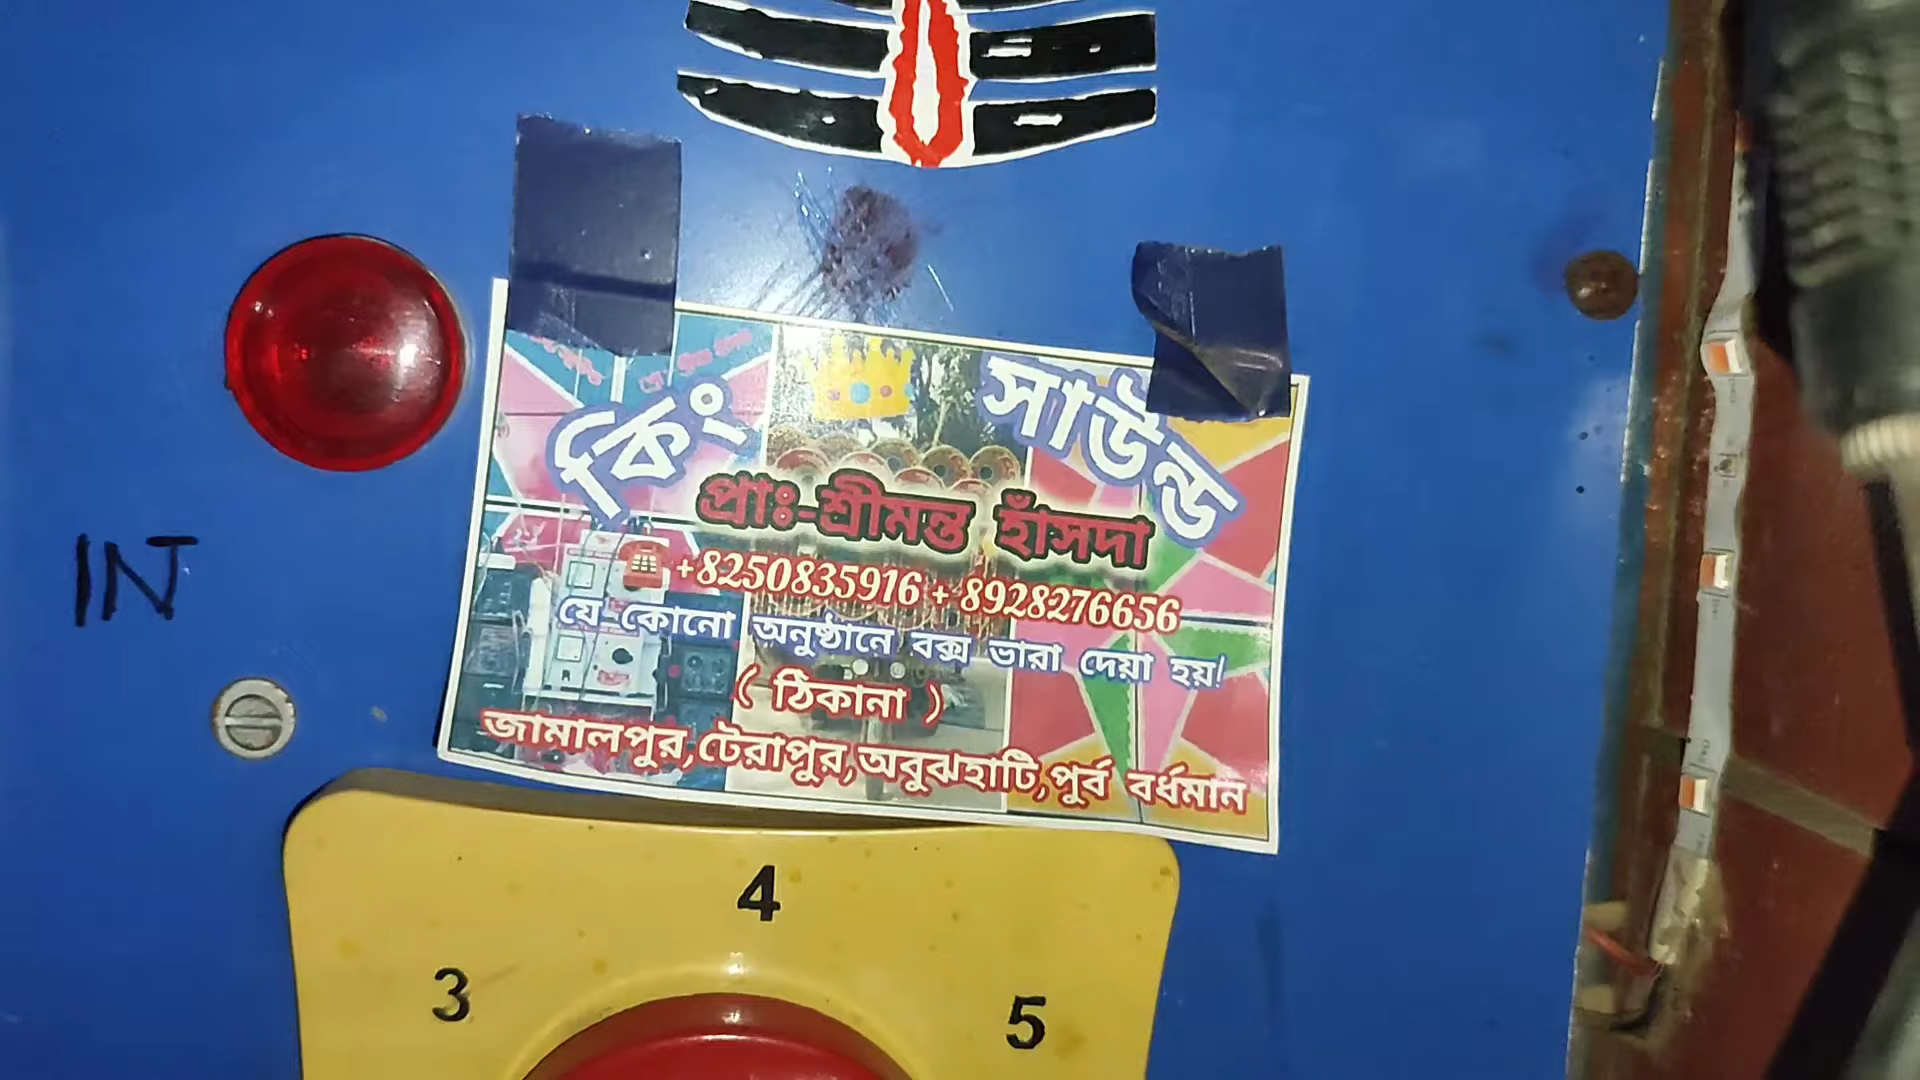 কিং সাউন্ড
প্রাঃ-শ্রীমন্ত হাঁসদা
+8250835916 + 8928276656
যে কোনো অনুষ্ঠানে বক্স ভারা দেয়া হয়!
( ঠিকানা )
জামালপুর,টেরাপুর,অবুঝহাটি,পুর্ব বর্ধমান
IN
4
3
5